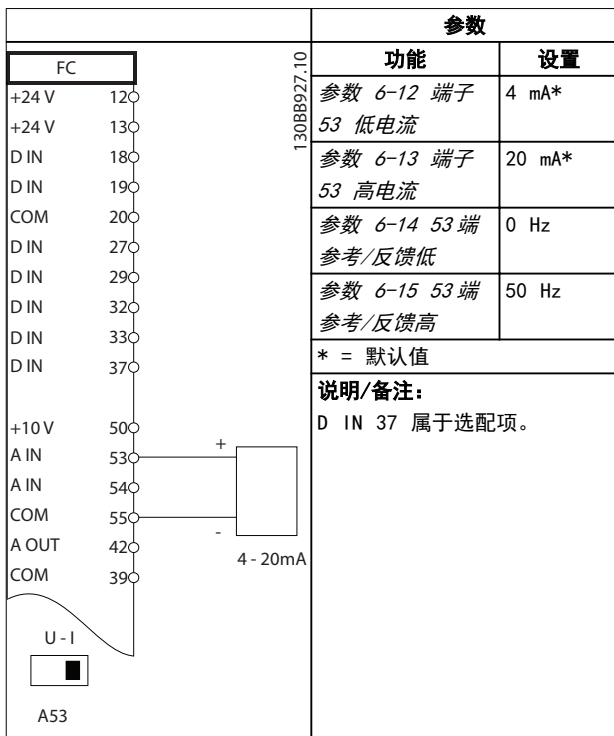 FC
+24 V 12
+24 V 13
D IN 18
D IN 19
COM 20
D IN 27
D IN 29
D IN 32
D IN 33
D IN 37
+10 V 50
A IN 53
A IN 54
COM 55
A OUT 42
COM 39
+
-
4 - 20mA
U - I
A53
130BB927.10
参数
功能 设置
参数 6-12 端子 4 mA*
53 低电流
参数 6-13 端子 20 mA*
53 高电流
参数 6-14 53 端 0 Hz
参考/反馈低
参数 6-15 53 端 50 Hz
参考/反馈高
* = 默认值
说明/备注:
D IN 37 属于选配项。